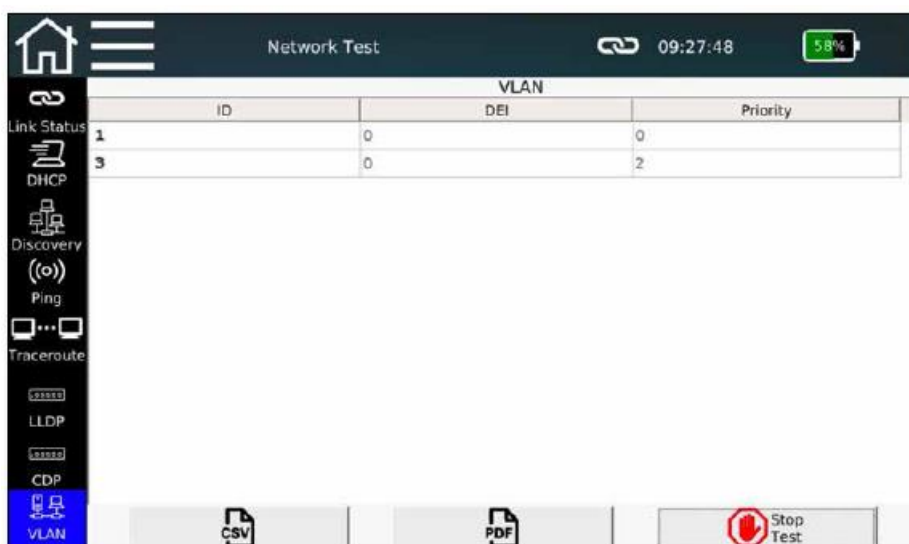 Network Test 09:27:48 58%
VLAN
ID DEI Priority
1 0 0
3 0 2
Link Status
DHCP
Discovery
Ping
Traceroute
LLDP
CDP
VLAN
CSV PDF Stop
Test